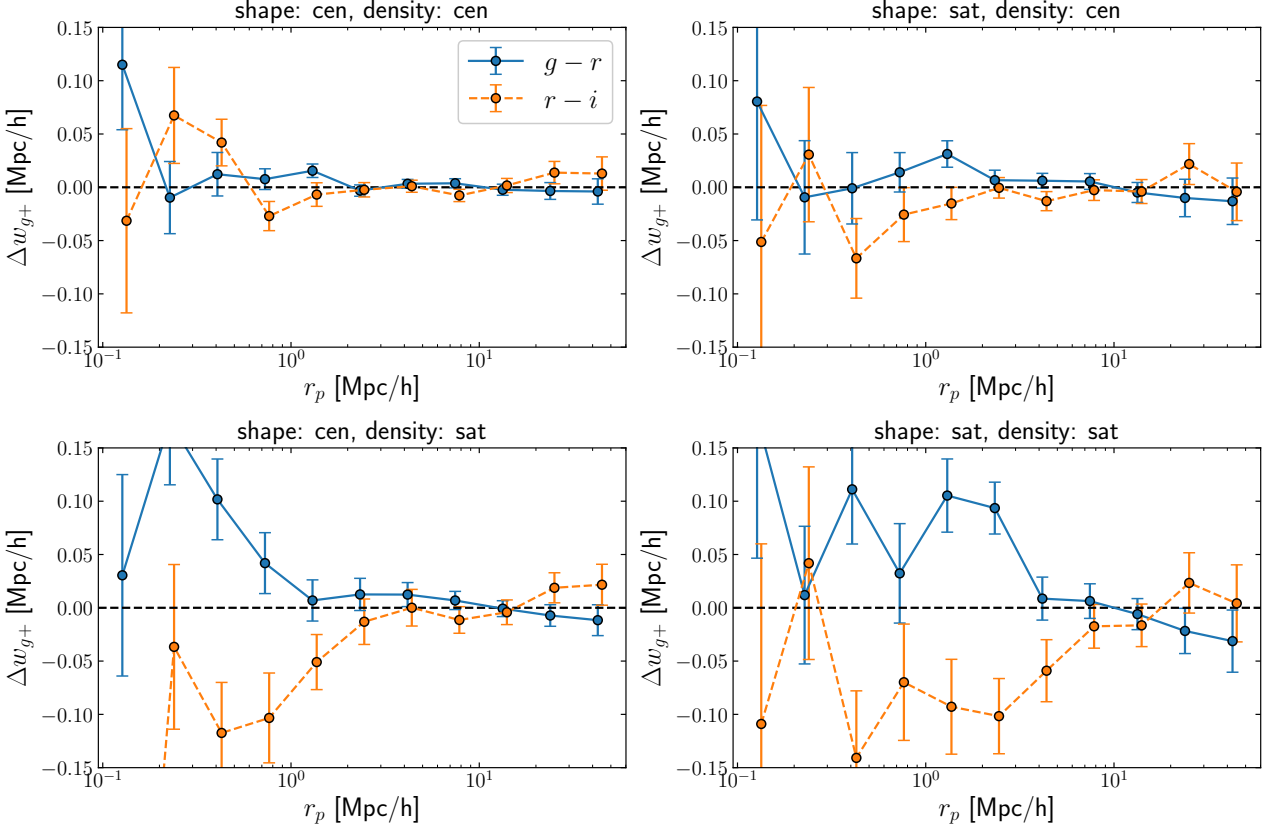 shape: cen, density: cen
0.15
0.10
0.05
0.00
−0.05
−0.10
−0.15
Δw_{g+} [Mpc/h]
10^{−1}
10^{0}
10^{1}
r_p [Mpc/h]
g − r
r − i
shape: sat, density: cen
0.15
0.10
0.05
0.00
−0.05
−0.10
−0.15
Δw_{g+} [Mpc/h]
10^{−1}
10^{0}
10^{1}
r_p [Mpc/h]
shape: cen, density: sat
0.15
0.10
0.05
0.00
−0.05
−0.10
−0.15
Δw_{g+} [Mpc/h]
10^{−1}
10^{0}
10^{1}
r_p [Mpc/h]
shape: sat, density: sat
0.15
0.10
0.05
0.00
−0.05
−0.10
−0.15
Δw_{g+} [Mpc/h]
10^{−1}
10^{0}
10^{1}
r_p [Mpc/h]